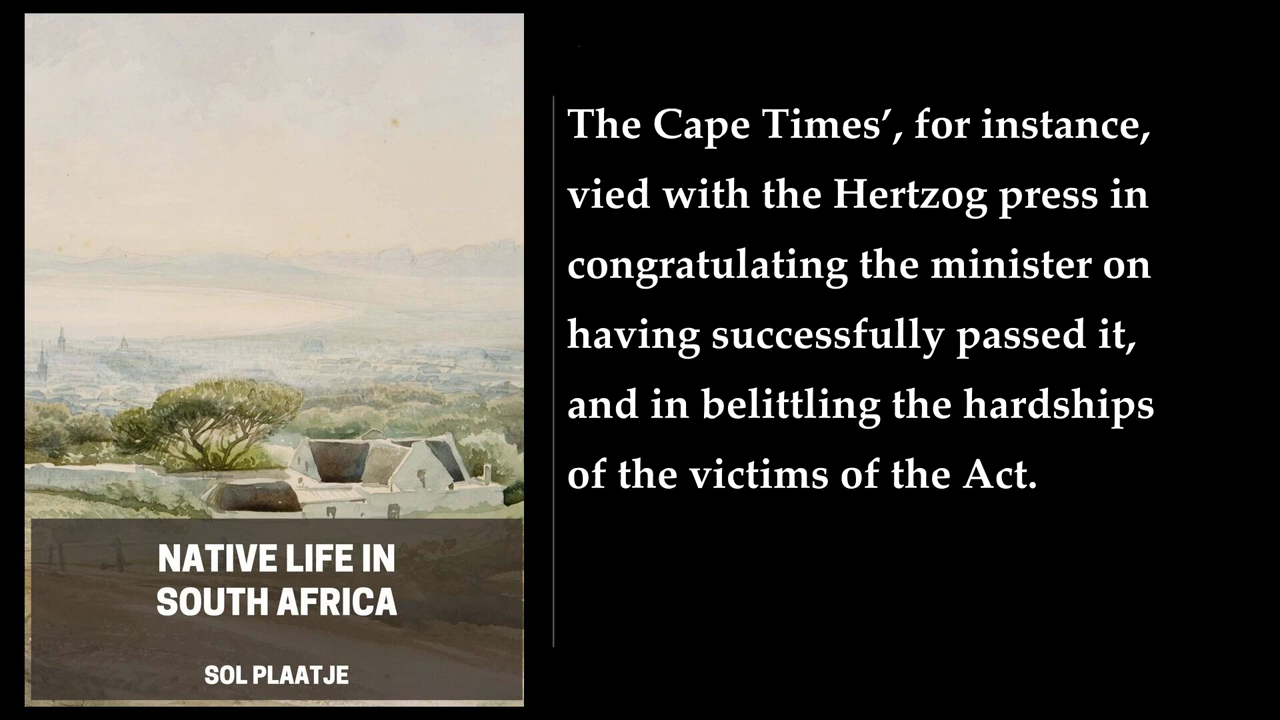 The Cape Times’, for instance,
vied with the Hertzog press in
congratulating the minister on
having successfully passed it,
and in belittling the hardships
of the victims of the Act.
NATIVE LIFE IN
SOUTH AFRICA
SOL PLAATJE